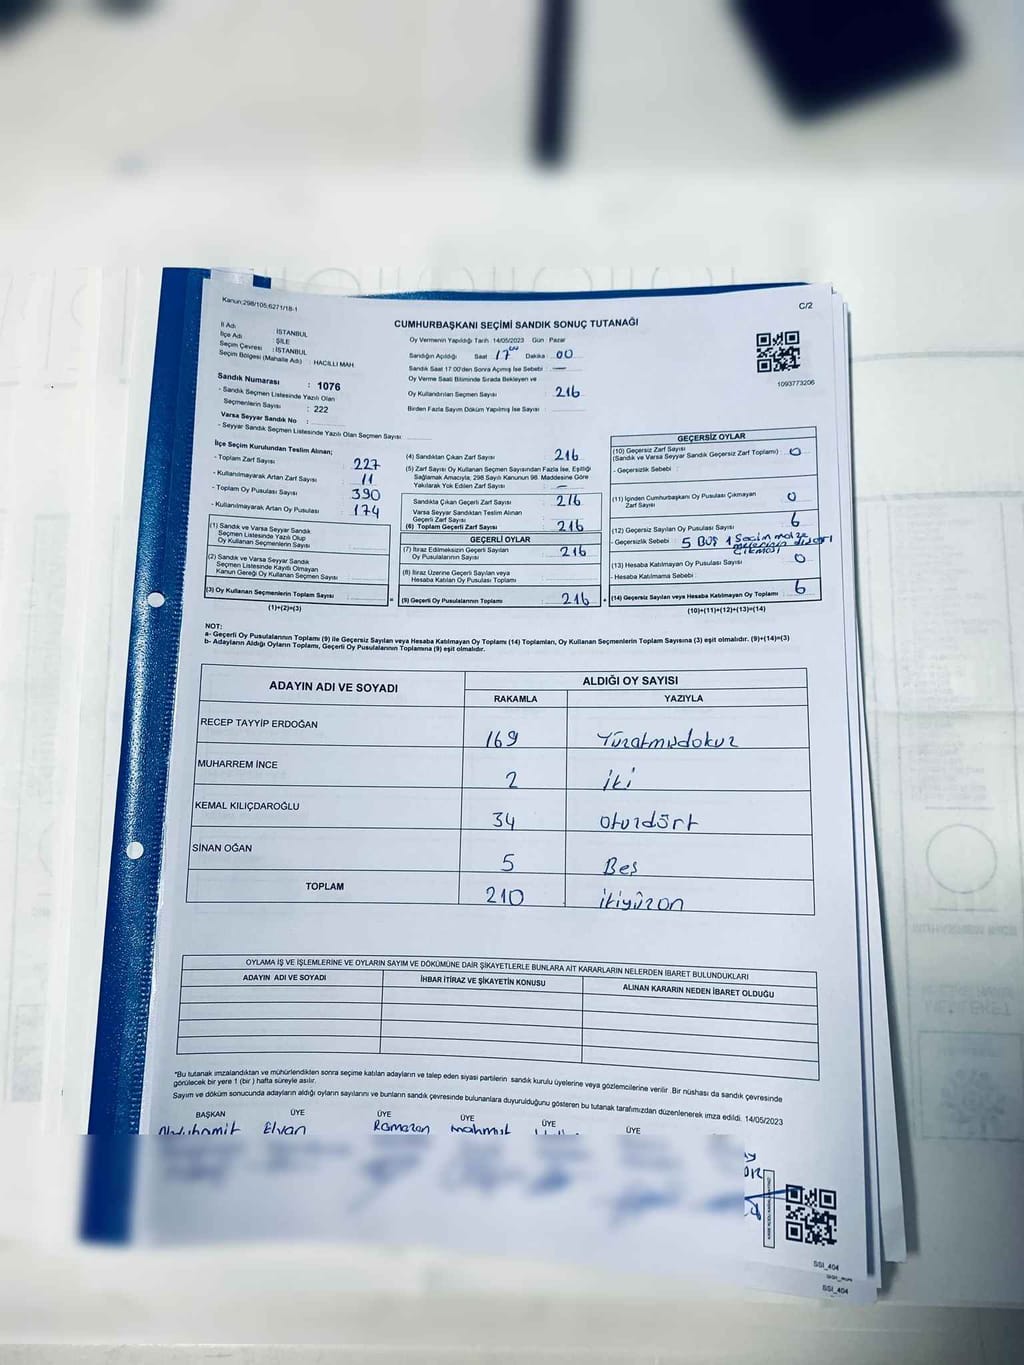 Kanun:298/105;6271/18-1
C/2
CUMHURBAŞKANI SEÇİMİ SANDIK SONUÇ TUTANAĞI
İl Adı : İSTANBUL
İlçe Adı : ŞİLE
Seçim Çevresi : İSTANBUL
Seçim Bölgesi (Mahalle Adı) : HACILLI MAH
Oy Vermenin Yapıldığı Tarih 14/05/2023 Gün : Pazar
Sandığın Açıldığı Saat 17 00 Dakika : 00
Sandık Saat 17.00'den Sonra Açımış İse Sebebi :
Oy Verme Saati Bitiminde Sırada Bekleyen ve
Oy Kullandırılan Seçmen Sayısı : 216
Birden Fazla Sayım Döküm Yapılmış İse Sayısı :
1093773206
Sandık Numarası : 1076
- Sandık Seçmen Listesinde Yazılı Olan
Seçmenlerin Sayısı : 222
Varsa Seyyar Sandık No :
- Seyyar Sandık Seçmen Listesinde Yazılı Olan Seçmen Sayısı:
İlçe Seçim Kurulundan Teslim Alınan;
- Toplam Zarf Sayısı : 227
- Kullanılmayarak Artan Zarf Sayısı : 11
- Toplam Oy Pusulası Sayısı : 390
- Kullanılmayarak Artan Oy Pusulası : 174
(1) Sandık ve Varsa Seyyar Sandık
Seçmen Listesinde Yazılı Olup
Oy Kullanan Seçmenlerin Sayısı :
(2) Sandık ve Varsa Seyyar Sandık
Seçmen Listesinde Kayıtlı Olmayan
Kanun Gereği Oy Kullanan Seçmen Sayısı :
(3) Oy Kullanan Seçmenlerin Toplam Sayısı :
(1)+(2)=(3)
(4) Sandıktan Çıkan Zarf Sayısı : 216
(5) Zarf Sayısı Oy Kullanan Seçmen Sayısından Fazla İse, Eşitliği
Sağlamak Amacıyla; 298 Sayılı Kanunun 98. Maddesine Göre
Yakılarak Yok Edilen Zarf Sayısı :
Sandıkta Çıkan Geçerli Zarf Sayısı : 216
Varsa Seyyar Sandıktan Teslim Alınan
Geçerli Zarf Sayısı
(6) Toplam Geçerli Zarf Sayısı : 216
GEÇERLİ OYLAR
(7) İtiraz Edilmeksizin Geçerli Sayılan
Oy Pusulalarının Sayısı : 216
(8) İtiraz Üzerine Geçerli Sayılan veya
Hesaba Katılan Oy Pusulası Toplamı :
= (9) Geçerli Oy Pusulalarının Toplamı : 216 +
GEÇERSİZ OYLAR
(10) Geçersiz Zarf Sayısı
(Sandık ve Varsa Seyyar Sandık Geçersiz Zarf Toplamı) : 0
- Geçersizlik Sebebi :
(11) İçinden Cumhurbaşkanı Oy Pusulası Çıkmayan
Zarf Sayısı : 0
(12) Geçersiz Sayılan Oy Pusulası Sayısı : 6
- Geçersizlik Sebebi : 5 BOŞ 1 Seçim malze
melerinin dışarı
çıkması
(13) Hesaba Katılmayan Oy Pusulası Sayısı : 0
- Hesaba Katılmama Sebebi :
(14) Geçersiz Sayılan veya Hesaba Katılmayan Oy Toplamı : 6
(10)+(11)+(12)+(13)=(14)
NOT:
a- Geçerli Oy Pusulalarının Toplamı (9) ile Geçersiz Sayılan veya Hesaba Katılmayan Oy Toplamı (14) Toplamları, Oy Kullanan Seçmenlerin Toplam Sayısına (3) eşit olmalıdır. (9)+(14)=(3)
b- Adayların Aldığı Oyların Toplamı, Geçerli Oy Pusulalarının Toplamına (9) eşit olmalıdır.
ADAYIN ADI VE SOYADI ALDIĞI OY SAYISI
RAKAMLA YAZIYLA
RECEP TAYYİP ERDOĞAN 169 Yüzatmışdokuz
MUHARREM İNCE 2 iki
KEMAL KILIÇDAROĞLU 34 otuzdört
SİNAN OĞAN 5 Beş
TOPLAM 210 ikiyüzon
OYLAMA İŞ VE İŞLEMLERİNE VE OYLARIN SAYIM VE DÖKÜMÜNE DAİR ŞİKAYETLERLE BUNLARA AİT KARARLARIN NELERDEN İBARET BULUNDUKLARI
ADAYIN ADI VE SOYADI İHBAR İTİRAZ VE ŞİKAYETİN KONUSU ALINAN KARARIN NEDEN İBARET OLDUĞU
*Bu tutanak imzalandıktan ve mühürlendikten sonra seçime katılan adayların ve talep eden siyasi partilerin sandık kurulu üyelerine veya gözlemcilerine verilir. Bir nüshası da sandık çevresinde
görülecek bir yere 1 (bir ) hafta süreyle asılır.
Sayım ve döküm sonucunda adayların aldığı oyların sayılarını ve bunların sandık çevresinde bulunanlara duyurulduğunu gösteren bu tutanak tarafımızdan düzenlenerek imza edildi. 14/05/2023
BAŞKAN ÜYE ÜYE ÜYE ÜYE ÜYE
Abdulhamit Elvan Ramazan Mahmut
SSI_404
SSI_404